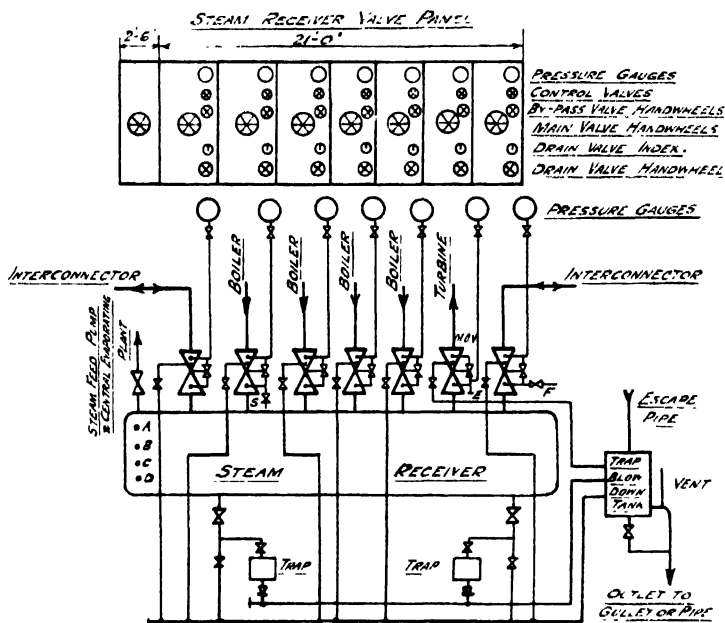 STEAM RECEIVER VALVE PANEL
2'-6"
21'-0"
PRESSURE GAUGES
CONTROL VALVES
BY-PASS VALVE HANDWHEELS
MAIN VALVE HANDWHEELS
DRAIN VALVE INDEX.
DRAIN VALVE HANDWHEEL
PRESSURE GAUGES
INTERCONNECTOR
BOILER
BOILER
BOILER
BOILER
TURBINE
INTERCONNECTOR
STEAM FEED PUMP
& CENTRAL EVAPORATING
PLANT
HOV
S
E
F
A
B
C
D
STEAM RECEIVER
ESCAPE
PIPE
TRAP
BLOW
DOWN
TANK
VENT
TRAP
TRAP
OUTLET TO
GULLEY OR PIPE